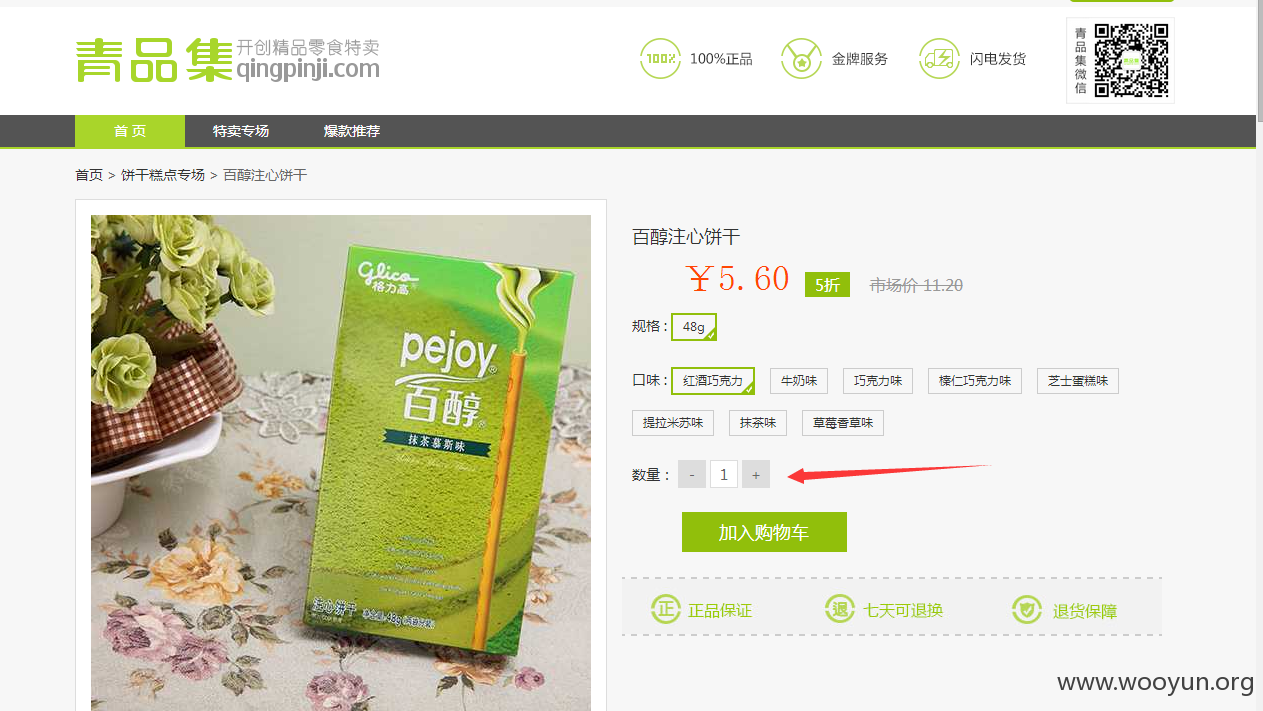 青品集
开创精品零食特卖
qingpinji.com
100% 100%正品
金牌服务
闪电发货
青品集微信
首 页 特卖专场 爆款推荐
首页 > 饼干糕点专场 > 百醇注心饼干
百醇注心饼干
￥5.60 5折 市场价 11.20
规格 : 48g
口味 : 红酒巧克力 牛奶味 巧克力味 榛仁巧克力味 芝士蛋糕味
提拉米苏味 抹茶味 草莓香草味
数量 : - 1 +
加入购物车
正 正品保证 退 七天可退换 退货保障
glico
格力高
pejoy®
百醇®
抹茶慕斯味
注心饼干 净含量: 48g
www.wooyun.org